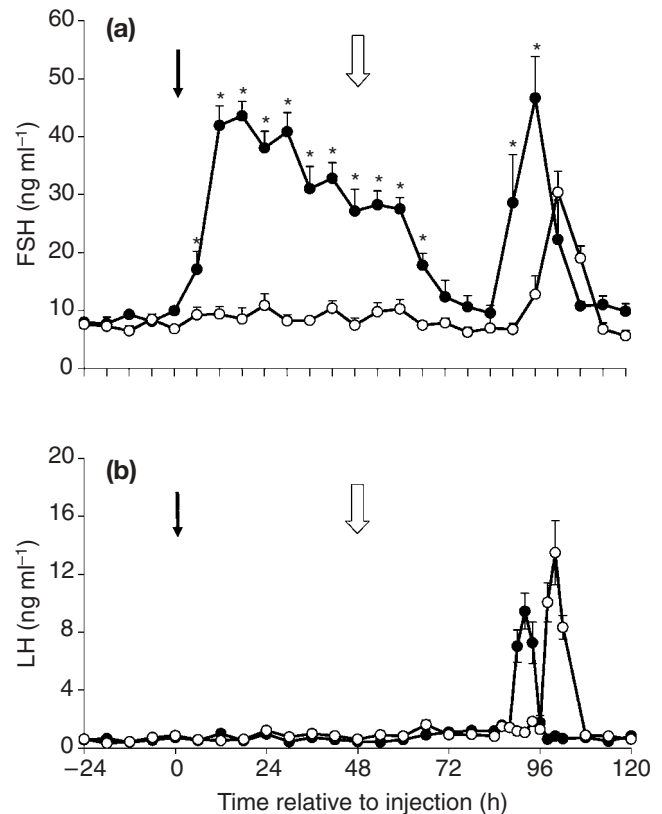 (a)
60
50
40
30
20
10
0
FSH (ng ml⁻¹)
* * * * * * * * * * * *
(b)
20
16
12
8
4
0
LH (ng ml⁻¹)
−24 0 24 48 72 96 120
Time relative to injection (h)